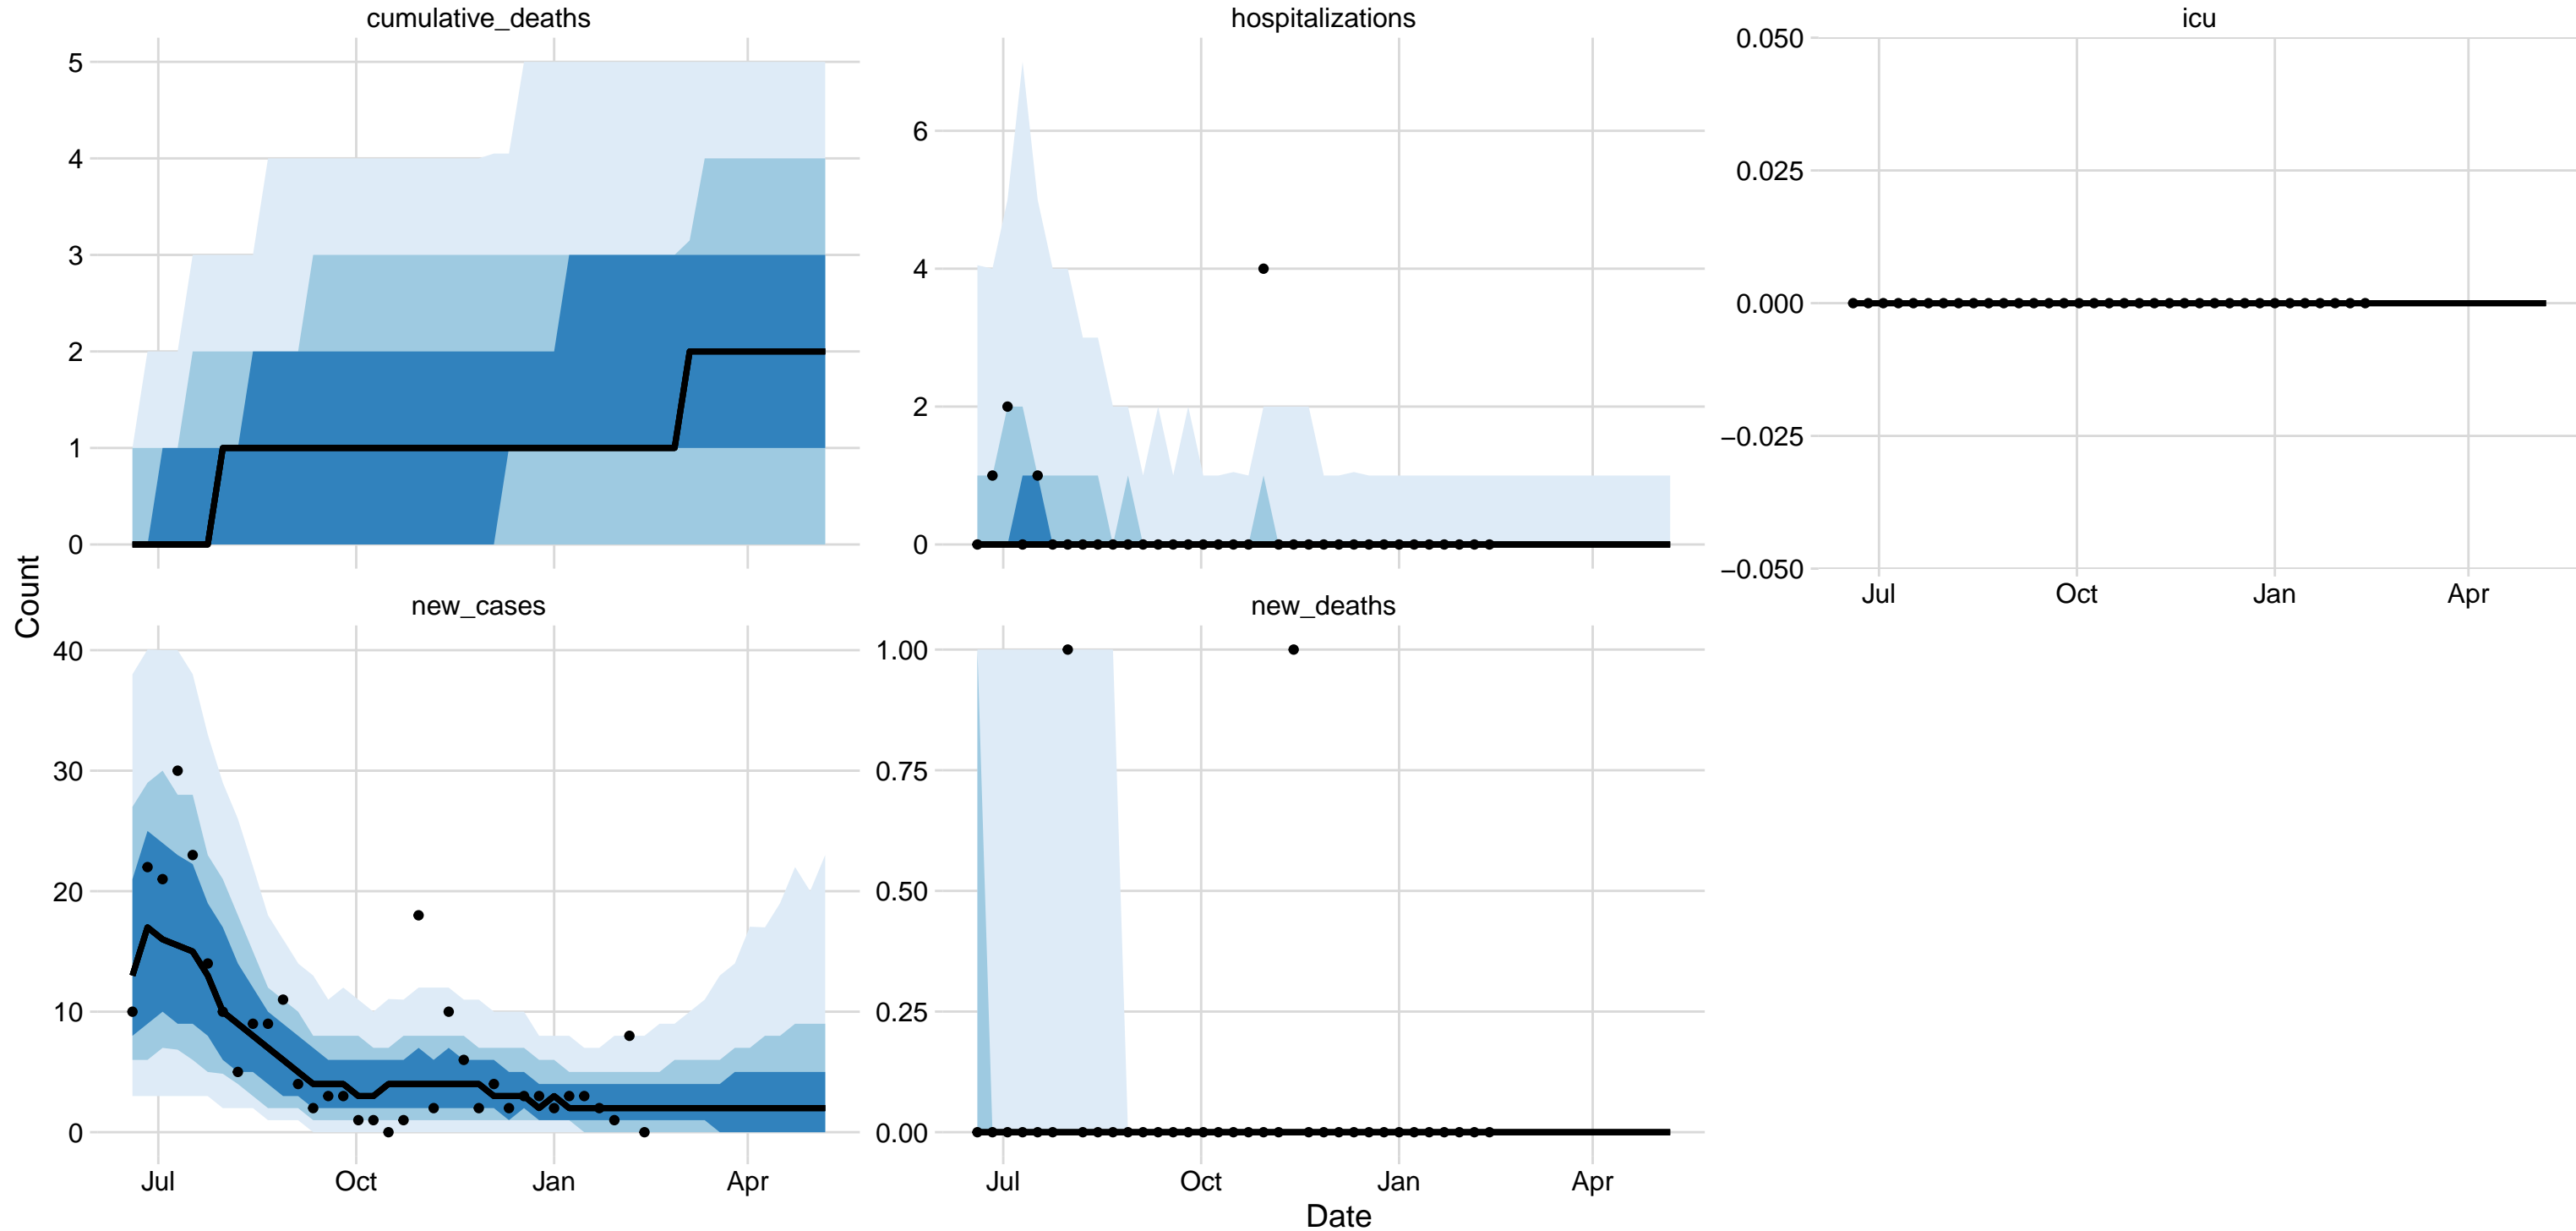 cumulative_deaths
5
4
3
2
1
0
hospitalizations
6
4
2
0
icu
0.050
0.025
0.000
−0.025
−0.050
Jul Oct Jan Apr
Count
new_cases
40
30
20
10
0
Jul Oct Jan Apr
new_deaths
1.00
0.75
0.50
0.25
0.00
Jul Oct Jan Apr
Date